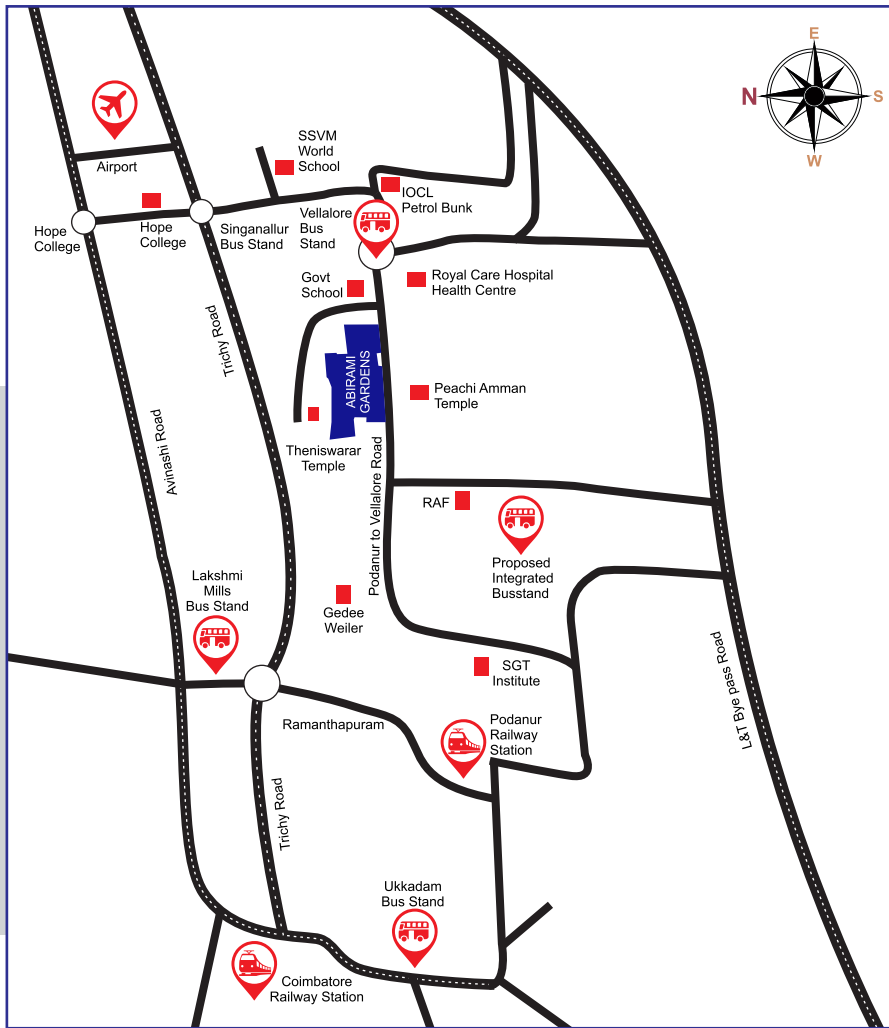 E
N
S
W
SSVM
World
School
Airport
IOCL
Petrol Bunk
Hope
College
Hope
College
Singanallur
Bus Stand
Vellalore
Bus
Stand
Govt
School
Royal Care Hospital
Health Centre
Trichy Road
ABIRAMI
GARDENS
Peachi Amman
Temple
Avinashi Road
Theniswarar
Temple
Podanur to Vellalore Road
RAF
Proposed
Integrated
Busstand
Lakshmi
Mills
Bus Stand
Gedee
Weiler
L&T Bye pass Road
SGT
Institute
Ramanthapuram
Podanur
Railway
Station
Trichy Road
Ukkadam
Bus Stand
Coimbatore
Railway Station